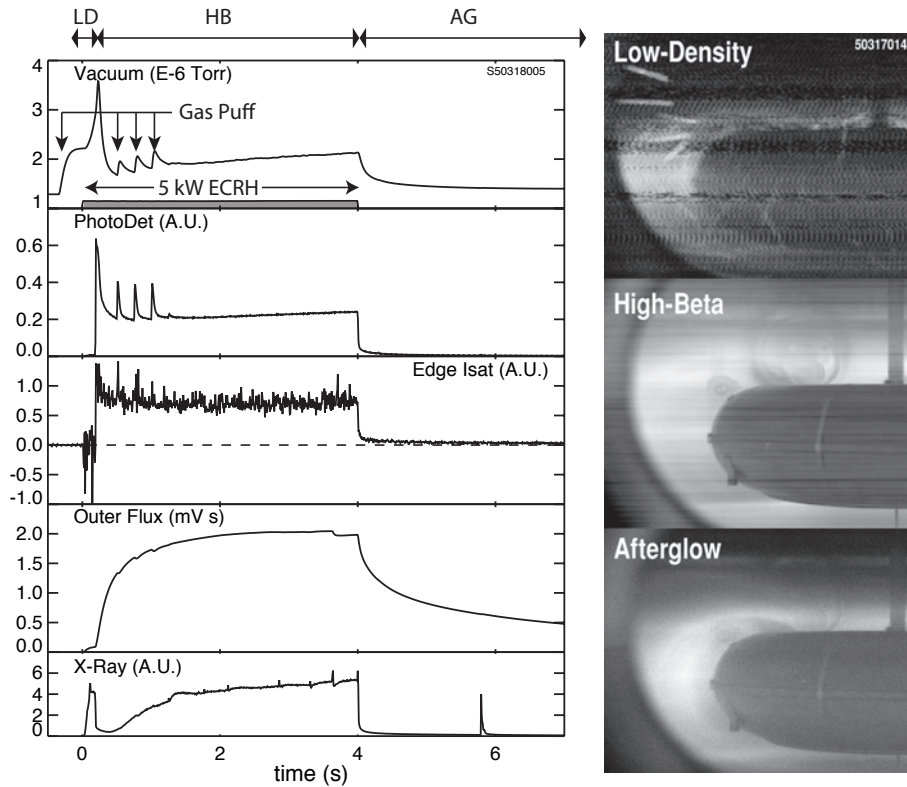 LD HB AG
4
Vacuum (E-6 Torr) S50318005
3
Gas Puff
2
5 kW ECRH
1
PhotoDet (A.U.)
0.6
0.4
0.2
0.0
Edge Isat (A.U.)
1.0
0.5
0.0
-0.5
-1.0
Outer Flux (mV s)
2.0
1.5
1.0
0.5
0.0
X-Ray (A.U.)
6
4
2
0
0 2 4 6
time (s)
Low-Density 50317014
High-Beta
Afterglow